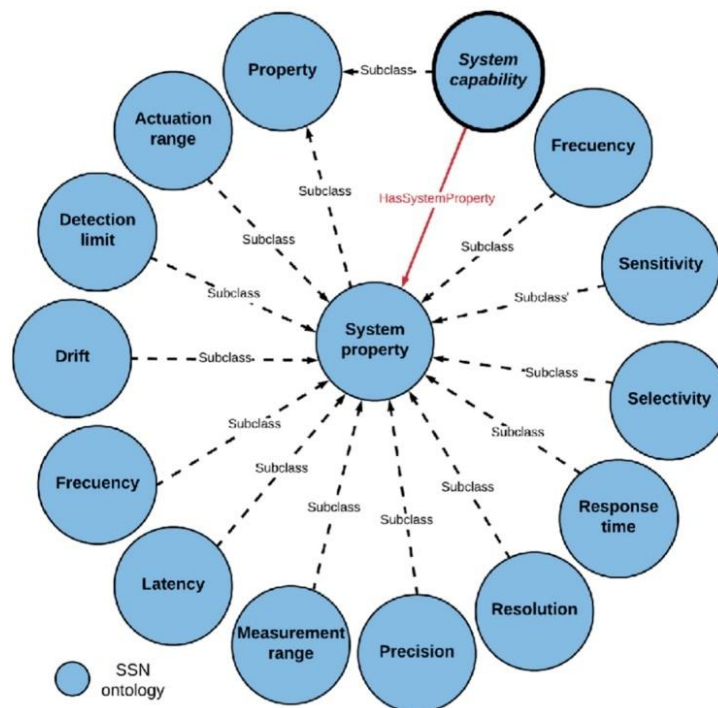 Property
Subclass
System
capability
Actuation
range
Frecuency
Subclass
HasSystemProperty
Subclass
Detection
limit
Subclass
Sensitivity
Subclass
Subclass
System
property
Drift
Subclass
Subclass
Selectivity
Subclass
Subclass
Frecuency
Subclass
Subclass
Response
time
Subclass
Subclass
Latency
Resolution
Measurement
range
Precision
SSN
ontology